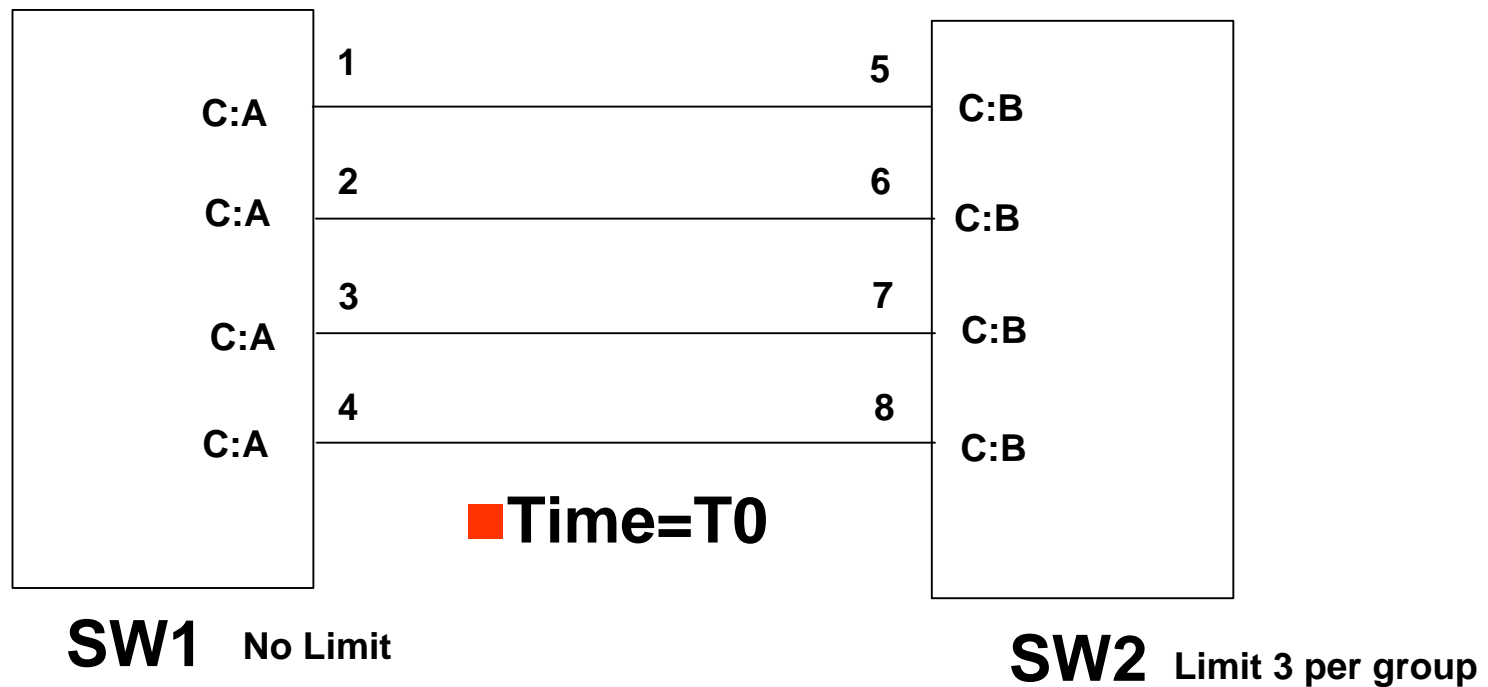 1 5
C:A C:B
2 6
C:A C:B
3 7
C:A C:B
4 8
C:A C:B
Time=T0
SW1 No Limit
SW2 Limit 3 per group